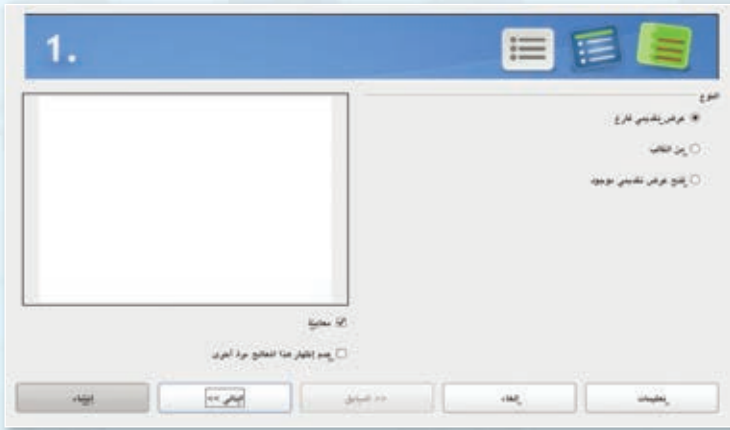 1.
النوع
عرض تقديمي فارغ
من القالب
فتح عرض تقديمي موجود
معاينة
عدم إظهار هذا المعالج مرة أخرى
تعليمات
إلغاء
<< السابق
التالي >>
إنشاء